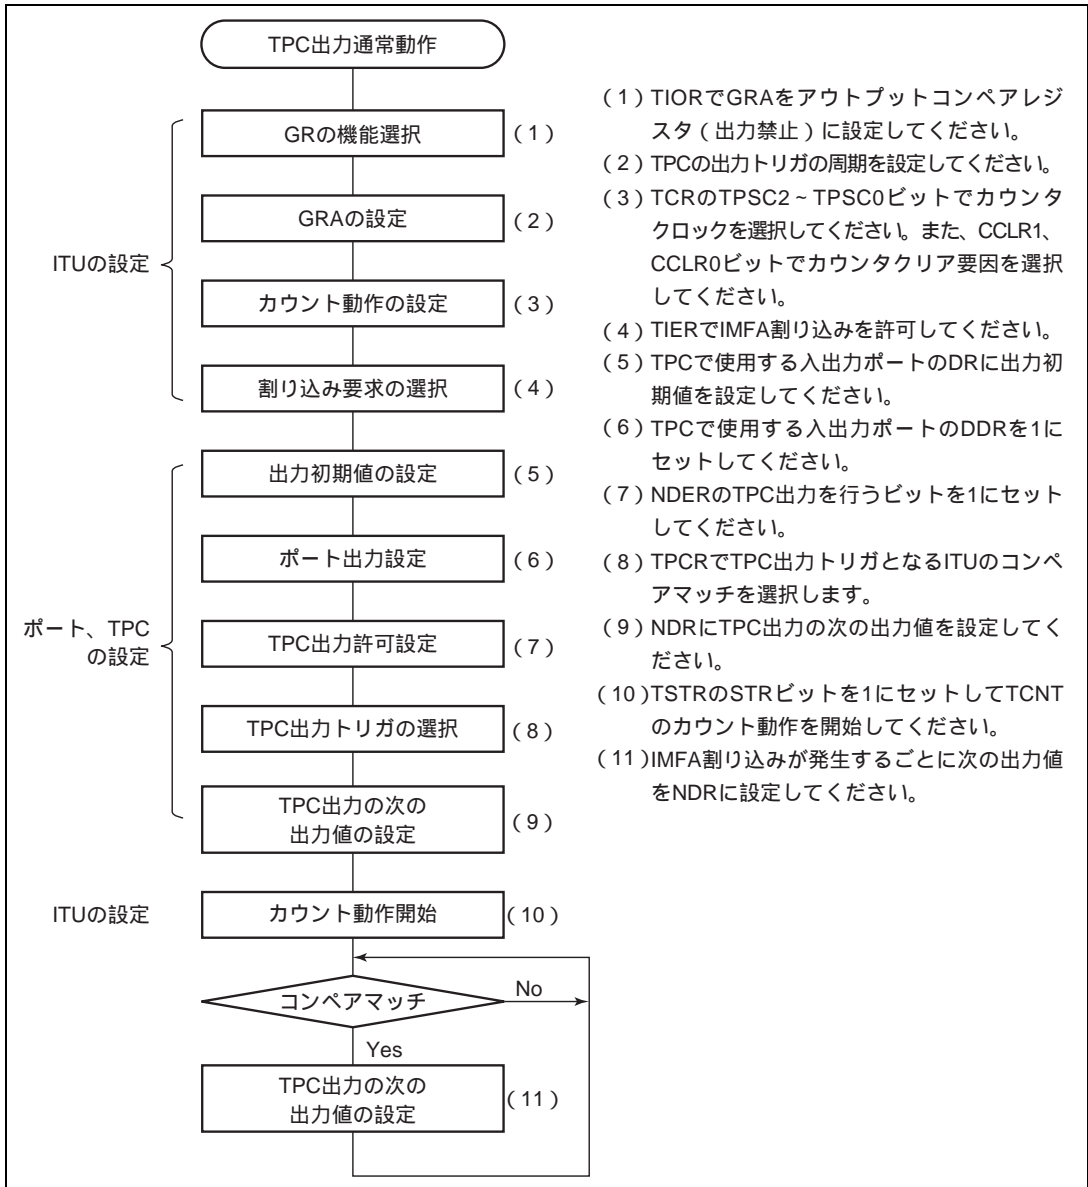 TPC出力通常動作
ITUの設定
GRの機能選択
(1)
GRAの設定
(2)
カウント動作の設定
(3)
割り込み要求の選択
(4)
ポート、TPC
の設定
出力初期値の設定
(5)
ポート出力設定
(6)
TPC出力許可設定
(7)
TPC出力トリガの選択
(8)
TPC出力の次の
出力値の設定
(9)
ITUの設定
カウント動作開始
(10)
コンペアマッチ
No
Yes
TPC出力の次の
出力値の設定
(11)
(1)TIORでGRAをアウトプットコンペアレジ
スタ(出力禁止)に設定してください。
(2)TPCの出力トリガの周期を設定してください。
(3)TCRのTPSC2~TPSC0ビットでカウンタ
クロックを選択してください。また、CCLR1、
CCLR0ビットでカウンタクリア要因を選択
してください。
(4)TIERでIMFA割り込みを許可してください。
(5)TPCで使用する入出力ポートのDRに出力初
期値を設定してください。
(6)TPCで使用する入出力ポートのDDRを1に
セットしてください。
(7)NDERのTPC出力を行うビットを1にセット
してください。
(8)TPCRでTPC出力トリガとなるITUのコンペ
アマッチを選択します。
(9)NDRにTPC出力の次の出力値を設定してく
ださい。
(10)TSTRのSTRビットを1にセットしてTCNT
のカウント動作を開始してください。
(11)IMFA割り込みが発生するごとに次の出力値
をNDRに設定してください。